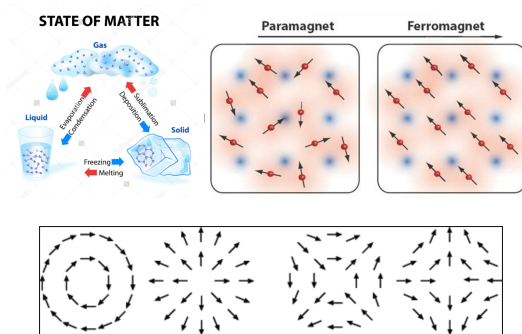 STATE OF MATTER
Gas
Evaporation
Condensation
Sublimation
Deposition
Liquid
Solid
Freezing
Melting
Paramagnet
Ferromagnet